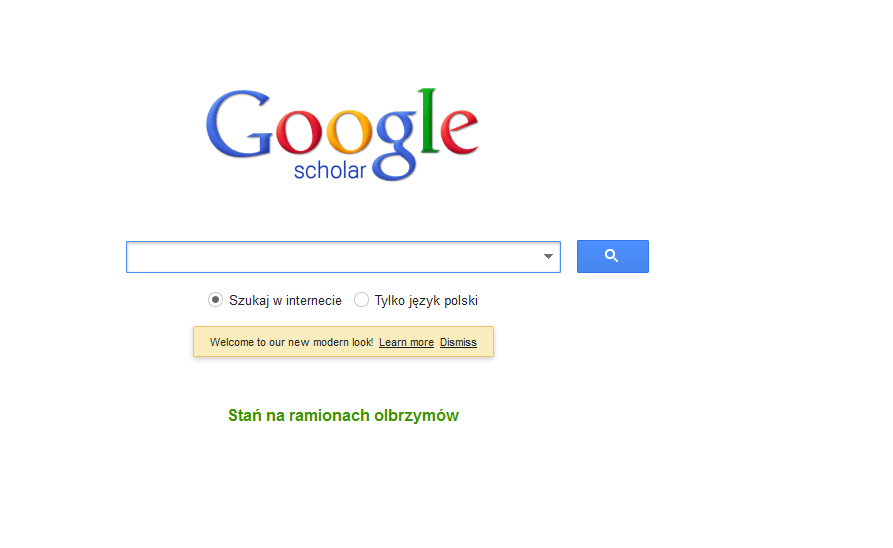 Google
scholar
Szukaj w internecie Tylko język polski
Welcome to our new modern look! Learn more Dismiss
Stań na ramionach olbrzymów